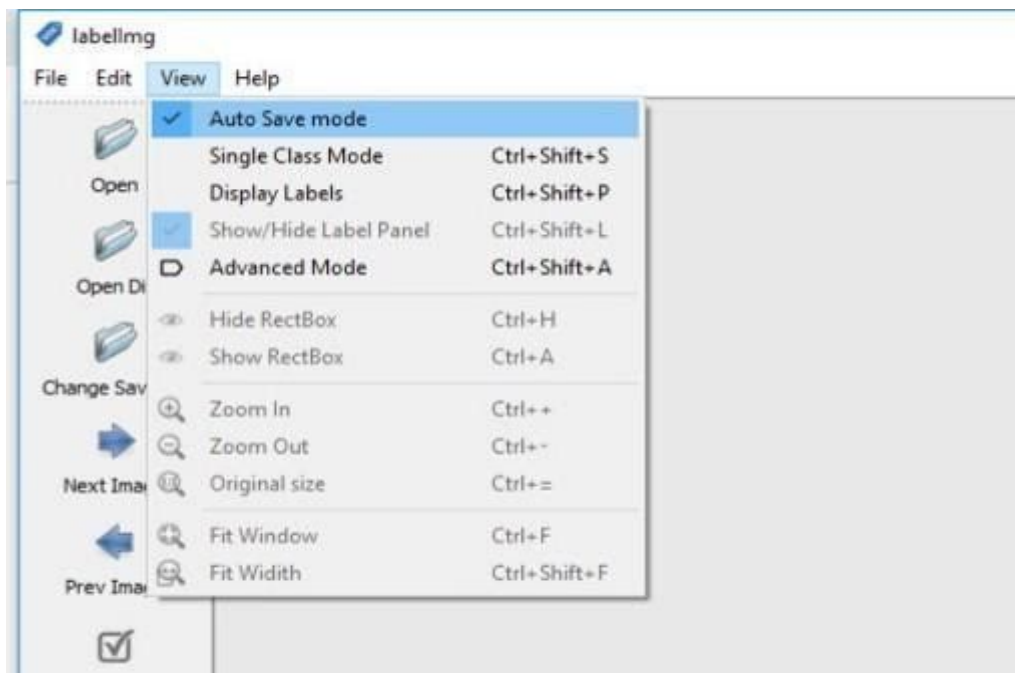 labelImg
File Edit View Help
Auto Save mode
Single Class Mode Ctrl+Shift+S
Display Labels Ctrl+Shift+P
Show/Hide Label Panel Ctrl+Shift+L
Advanced Mode Ctrl+Shift+A
Hide RectBox Ctrl+H
Show RectBox Ctrl+A
Zoom In Ctrl++
Zoom Out Ctrl+-
Original size Ctrl+=
Fit Window Ctrl+F
Fit Widith Ctrl+Shift+F
Open
Open Di
Change Sav
Next Ima
Prev Ima